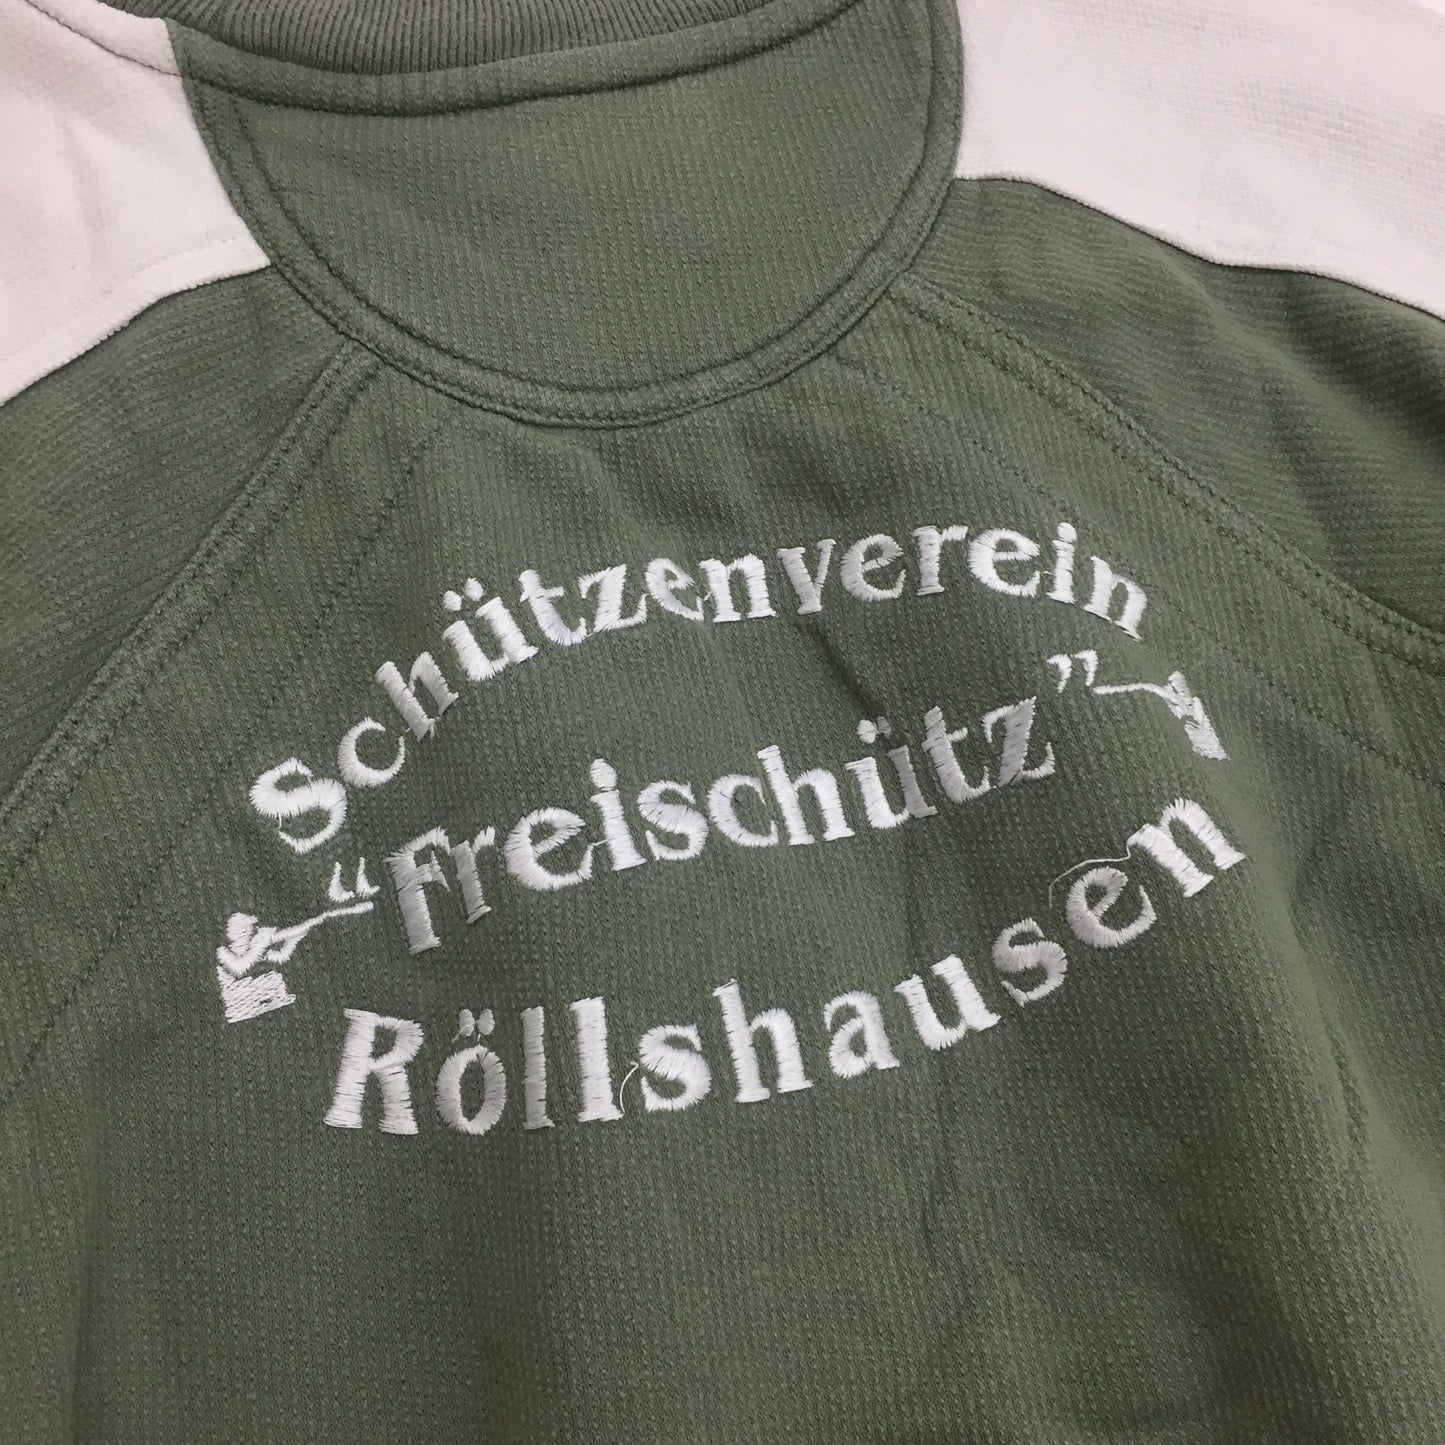 Schützenverein
“Freischütz”
Röllshausen